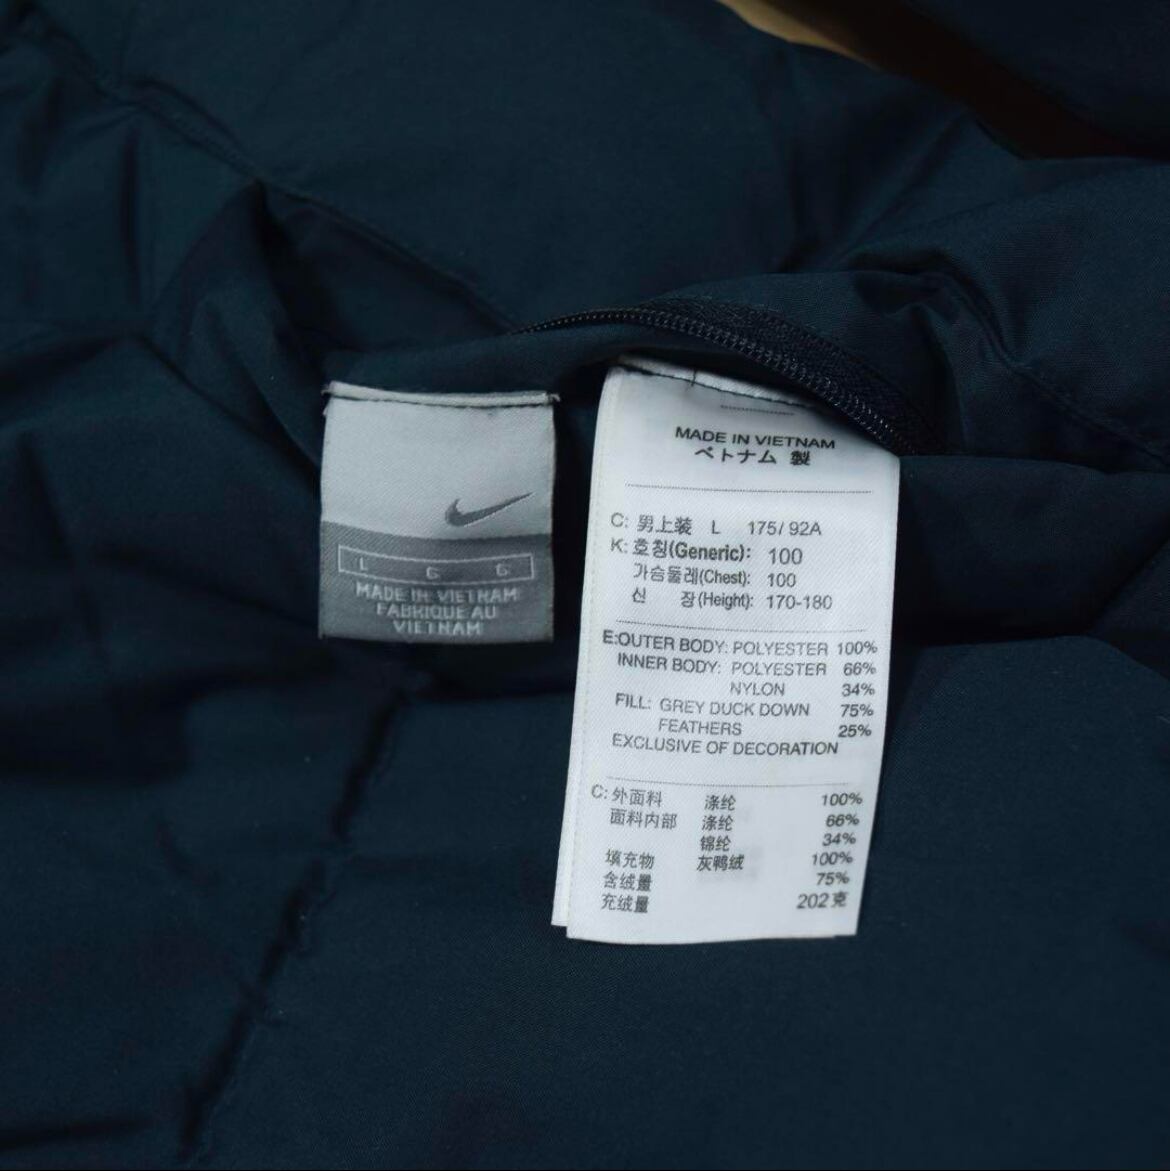 L G G
MADE IN VIETNAM
FABRIQUE AU
VIETNAM
MADE IN VIETNAM
ベトナム 製
C: 男上装 L 175/ 92A
K: 호칭(Generic): 100
가슴둘레(Chest): 100
신 장(Height): 170-180
E:OUTER BODY: POLYESTER 100%
INNER BODY: POLYESTER 66%
NYLON 34%
FILL: GREY DUCK DOWN 75%
FEATHERS 25%
EXCLUSIVE OF DECORATION
C: 外面料 涤纶 100%
面料内部 涤纶 66%
锦纶 34%
填充物 灰鸭绒 100%
含绒量 75%
充绒量 202克